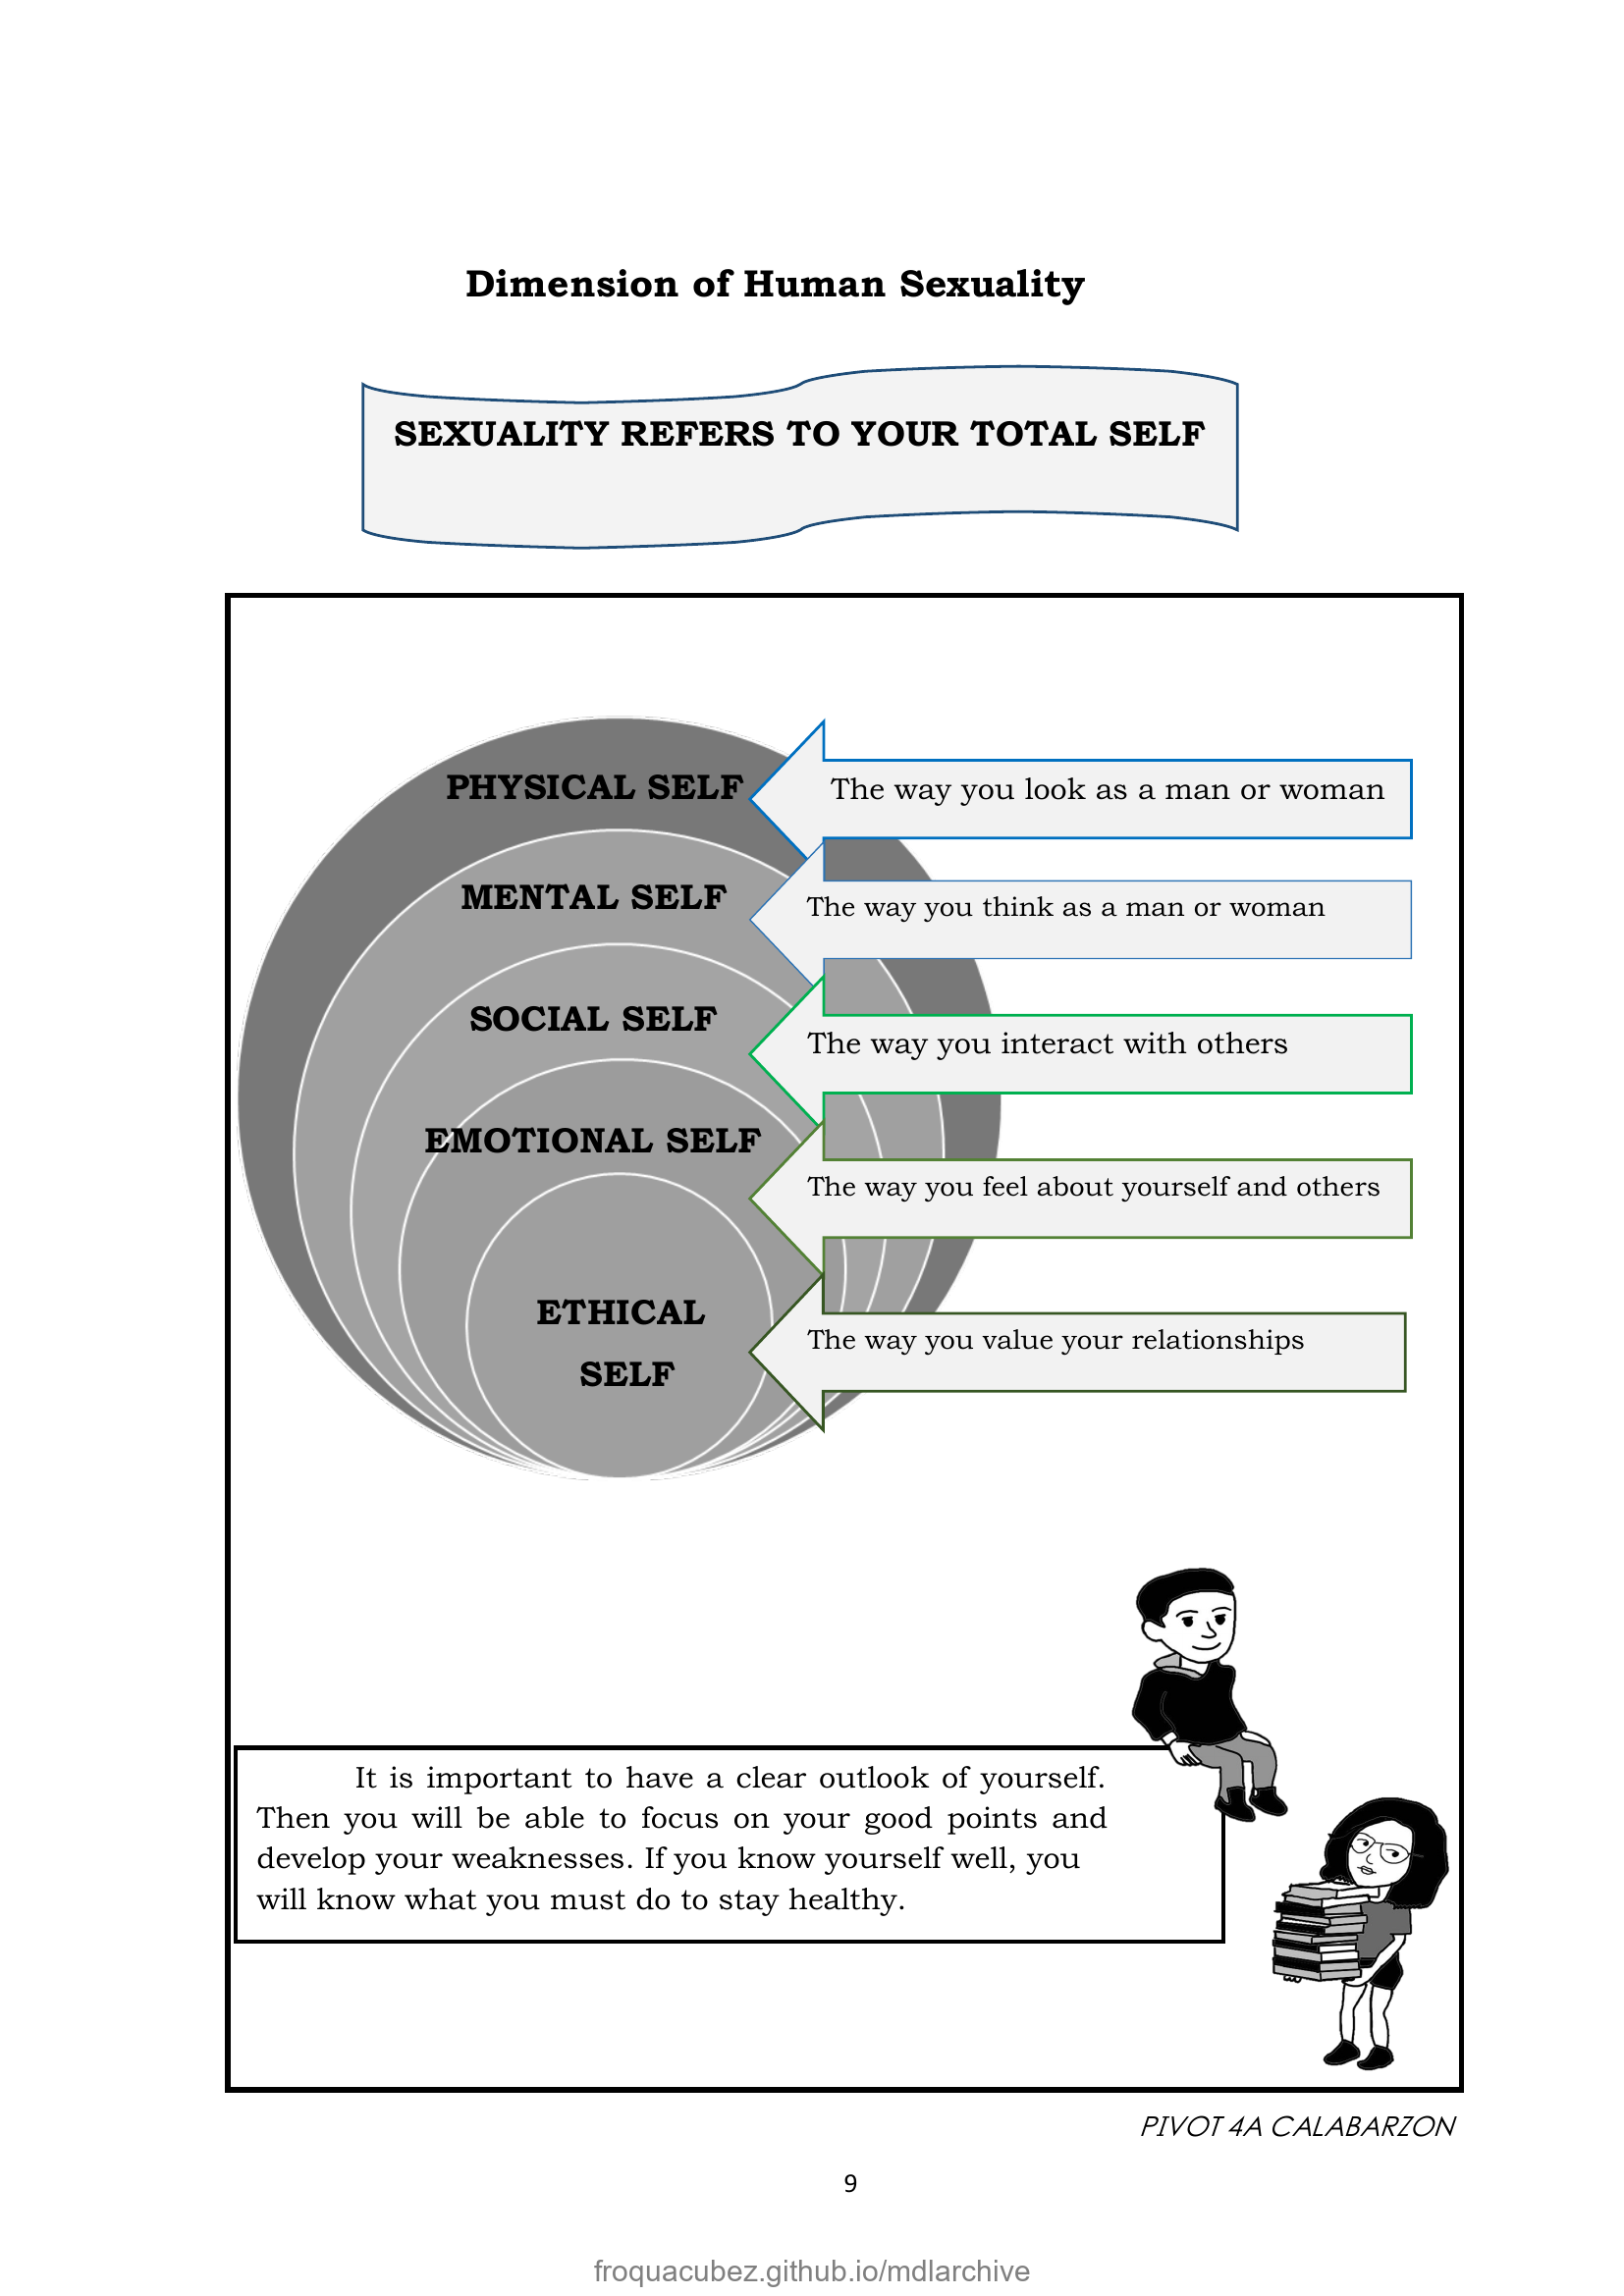 Dimension of Human Sexuality
SEXUALITY REFERS TO YOUR TOTAL SELF
PHYSICAL SELF
The way you look as a man or woman
MENTAL SELF
The way you think as a man or woman
SOCIAL SELF
The way you interact with others
EMOTIONAL SELF
The way you feel about yourself and others
ETHICAL
SELF
The way you value your relationships
It is important to have a clear outlook of yourself.
Then you will be able to focus on your good points and
develop your weaknesses. If you know yourself well, you
will know what you must do to stay healthy.
PIVOT 4A CALABARZON
9
froquacubez.github.io/mdlarchive